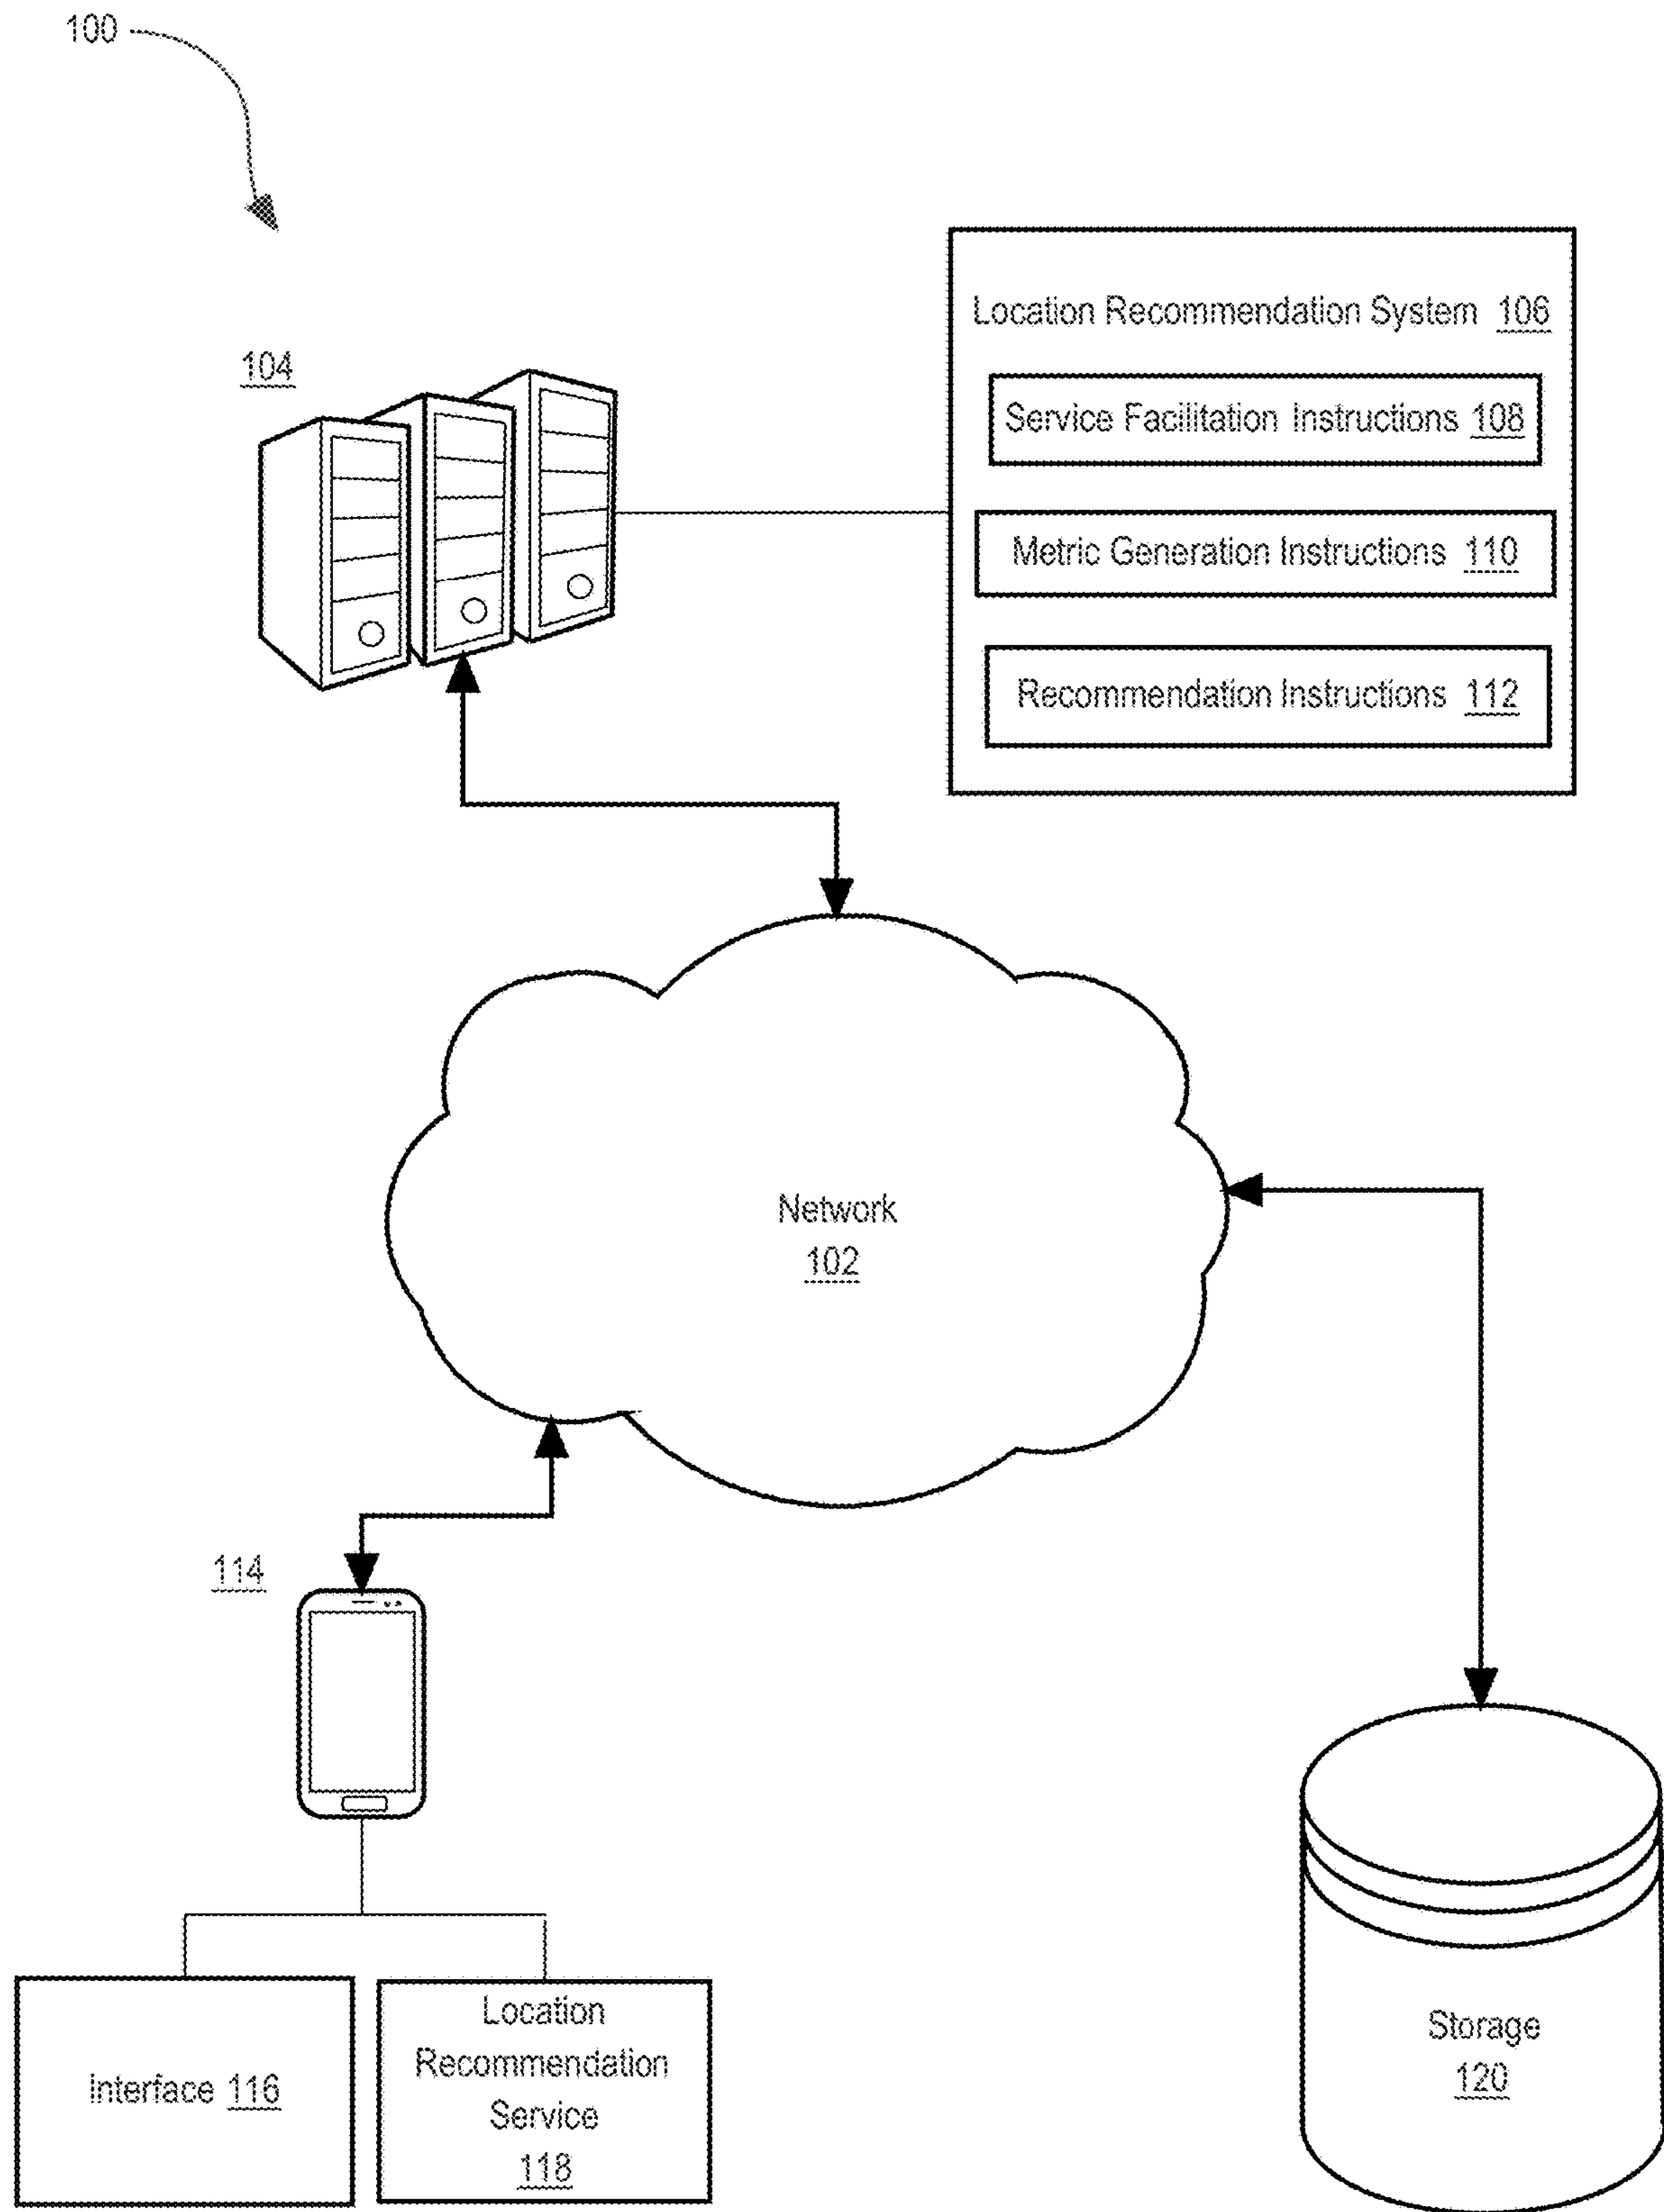 100
104
Location Recommendation System 106
Service Facilitation Instructions 108
Metric Generation Instructions 110
Recommendation Instructions 112
Network
102
114
Interface 116
Location
Recommendation
Service
118
Storage
120